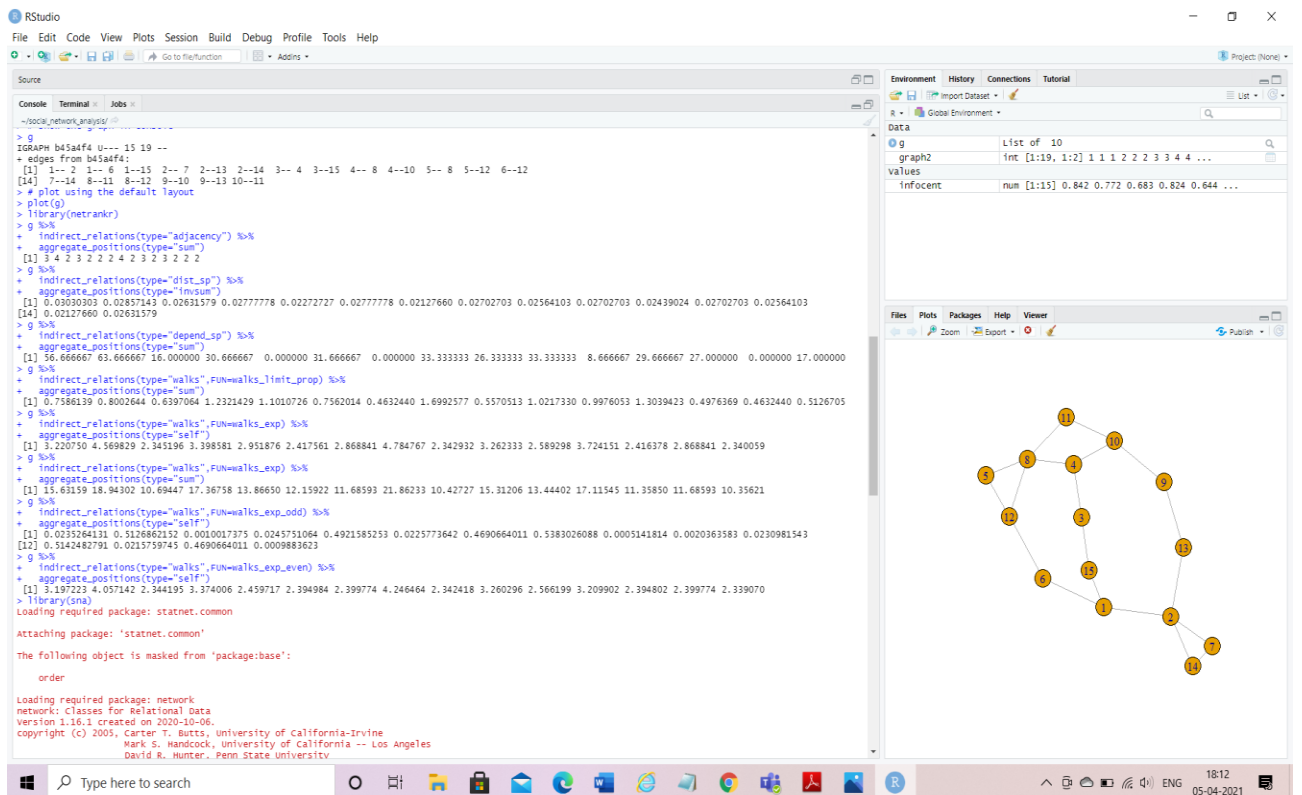 RStudio
File Edit Code View Plots Session Build Debug Profile Tools Help
Go to file/function
Addins
Project: (None)
Source
Console Terminal Jobs
~/social_network_analysis/
> g
IGRAPH b45a4f4 U--- 15 19 --
+ edges from b45a4f4:
[1] 1-- 2 1-- 6 1--15 2-- 7 2--13 2--14 3-- 4 3--15 4-- 8 4--10 5-- 8 5--12 6--12
[14] 7--14 8--11 8--12 9--10 9--13 10--11
> # plot using the default layout
> plot(g)
> library(netrankr)
> g %>%
+ indirect_relations(type="adjacency") %>%
+ aggregate_positions(type="sum")
[1] 3 4 2 3 2 2 2 4 2 3 2 3 2 2 2
> g %>%
+ indirect_relations(type="dist_sp") %>%
+ aggregate_positions(type="invsum")
[1] 0.03030303 0.02857143 0.02631579 0.02777778 0.02272727 0.02777778 0.02127660 0.02702703 0.02564103 0.02702703 0.02439024 0.02702703 0.02564103
[14] 0.02127660 0.02631579
> g %>%
+ indirect_relations(type="depend_sp") %>%
+ aggregate_positions(type="sum")
[1] 56.666667 63.666667 16.000000 30.666667 0.000000 31.666667 0.000000 33.333333 26.333333 33.333333 8.666667 29.666667 27.000000 0.000000 17.000000
> g %>%
+ indirect_relations(type="walks",FUN=walks_limit_prop) %>%
+ aggregate_positions(type="sum")
[1] 0.7586139 0.8002644 0.6397064 1.2321429 1.1010726 0.7562014 0.4632440 1.6992577 0.5570513 1.0217330 0.9976053 1.3039423 0.4976369 0.4632440 0.5126705
> g %>%
+ indirect_relations(type="walks",FUN=walks_exp) %>%
+ aggregate_positions(type="self")
[1] 3.220750 4.569829 2.345196 3.398581 2.951876 2.417561 2.868841 4.784767 2.342932 3.262333 2.589298 3.724151 2.416378 2.868841 2.340059
> g %>%
+ indirect_relations(type="walks",FUN=walks_exp) %>%
+ aggregate_positions(type="sum")
[1] 15.63159 18.94302 10.69447 17.36758 13.86650 12.15922 11.68593 21.86233 10.42727 15.31206 13.44402 17.11545 11.35850 11.68593 10.35621
> g %>%
+ indirect_relations(type="walks",FUN=walks_exp_odd) %>%
+ aggregate_positions(type="self")
[1] 0.0235264131 0.5126862152 0.0010017375 0.0245751064 0.4921585253 0.0225773642 0.4690664011 0.5383026088 0.0005141814 0.0020363583 0.0230981543
[12] 0.5142482791 0.0215759745 0.4690664011 0.0009883623
> g %>%
+ indirect_relations(type="walks",FUN=walks_exp_even) %>%
+ aggregate_positions(type="self")
[1] 3.197223 4.057142 2.344195 3.374006 2.459717 2.394984 2.399774 4.246464 2.342418 3.260296 2.566199 3.209902 2.394802 2.399774 2.339070
> library(sna)
Loading required package: statnet.common
Attaching package: ‘statnet.common’
The following object is masked from ‘package:base’:
order
Loading required package: network
network: Classes for Relational Data
Version 1.16.1 created on 2020-10-06.
copyright (c) 2005, Carter T. Butts, University of California-Irvine
Mark S. Handcock, University of California -- Los Angeles
David R. Hunter, Penn State University
Environment History Connections Tutorial
Import Dataset
List
R Global Environment
Data
g List of 10
graph2 int [1:19, 1:2] 1 1 1 2 2 2 3 3 4 4 ...
Values
infocent num [1:15] 0.842 0.772 0.683 0.824 0.644 ...
Files Plots Packages Help Viewer
Zoom Export Publish
11
10
8
4
5
9
12
3
13
15
6
1
2
7
14
Type here to search
ENG
18:12
05-04-2021